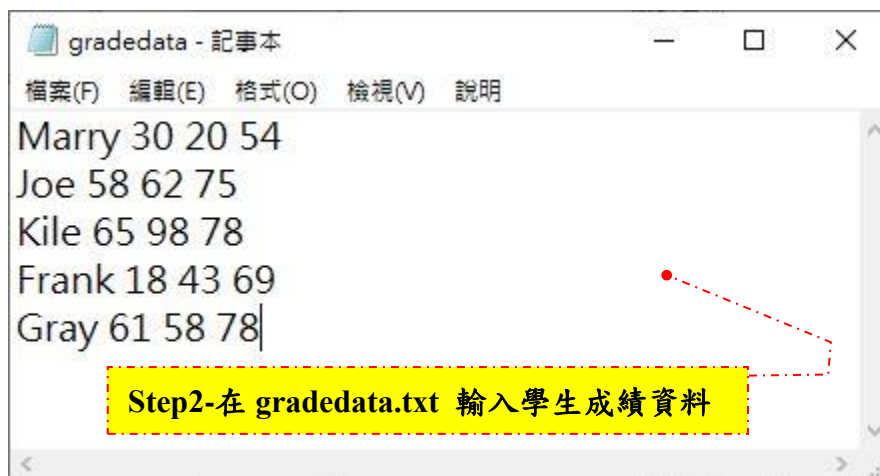 gradedata - 記事本
檔案(F) 編輯(E) 格式(O) 檢視(V) 說明
Marry 30 20 54
Joe 58 62 75
Kile 65 98 78
Frank 18 43 69
Gray 61 58 78
Step2-在 gradedata.txt 輸入學生成績資料